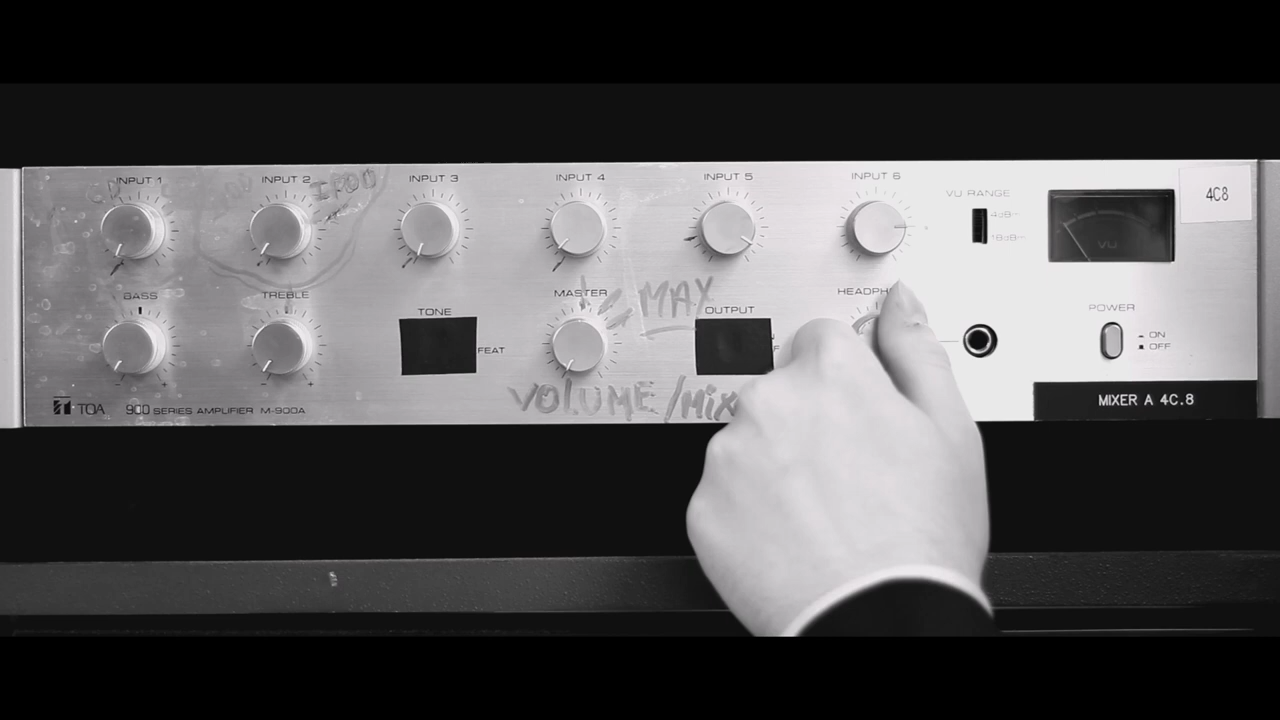 INPUT 1 INPUT 2 INPUT 3 INPUT 4 INPUT 5 INPUT 6
IPOD
VU RANGE
4dBm
18dBm
VU
4C8
BASS TREBLE MASTER HEADPH
MAX
TONE OUTPUT POWER
FEAT
ON
OFF
VOLUME/MIX
TOA 900 SERIES AMPLIFIER M-900A
MIXER A 4C.8